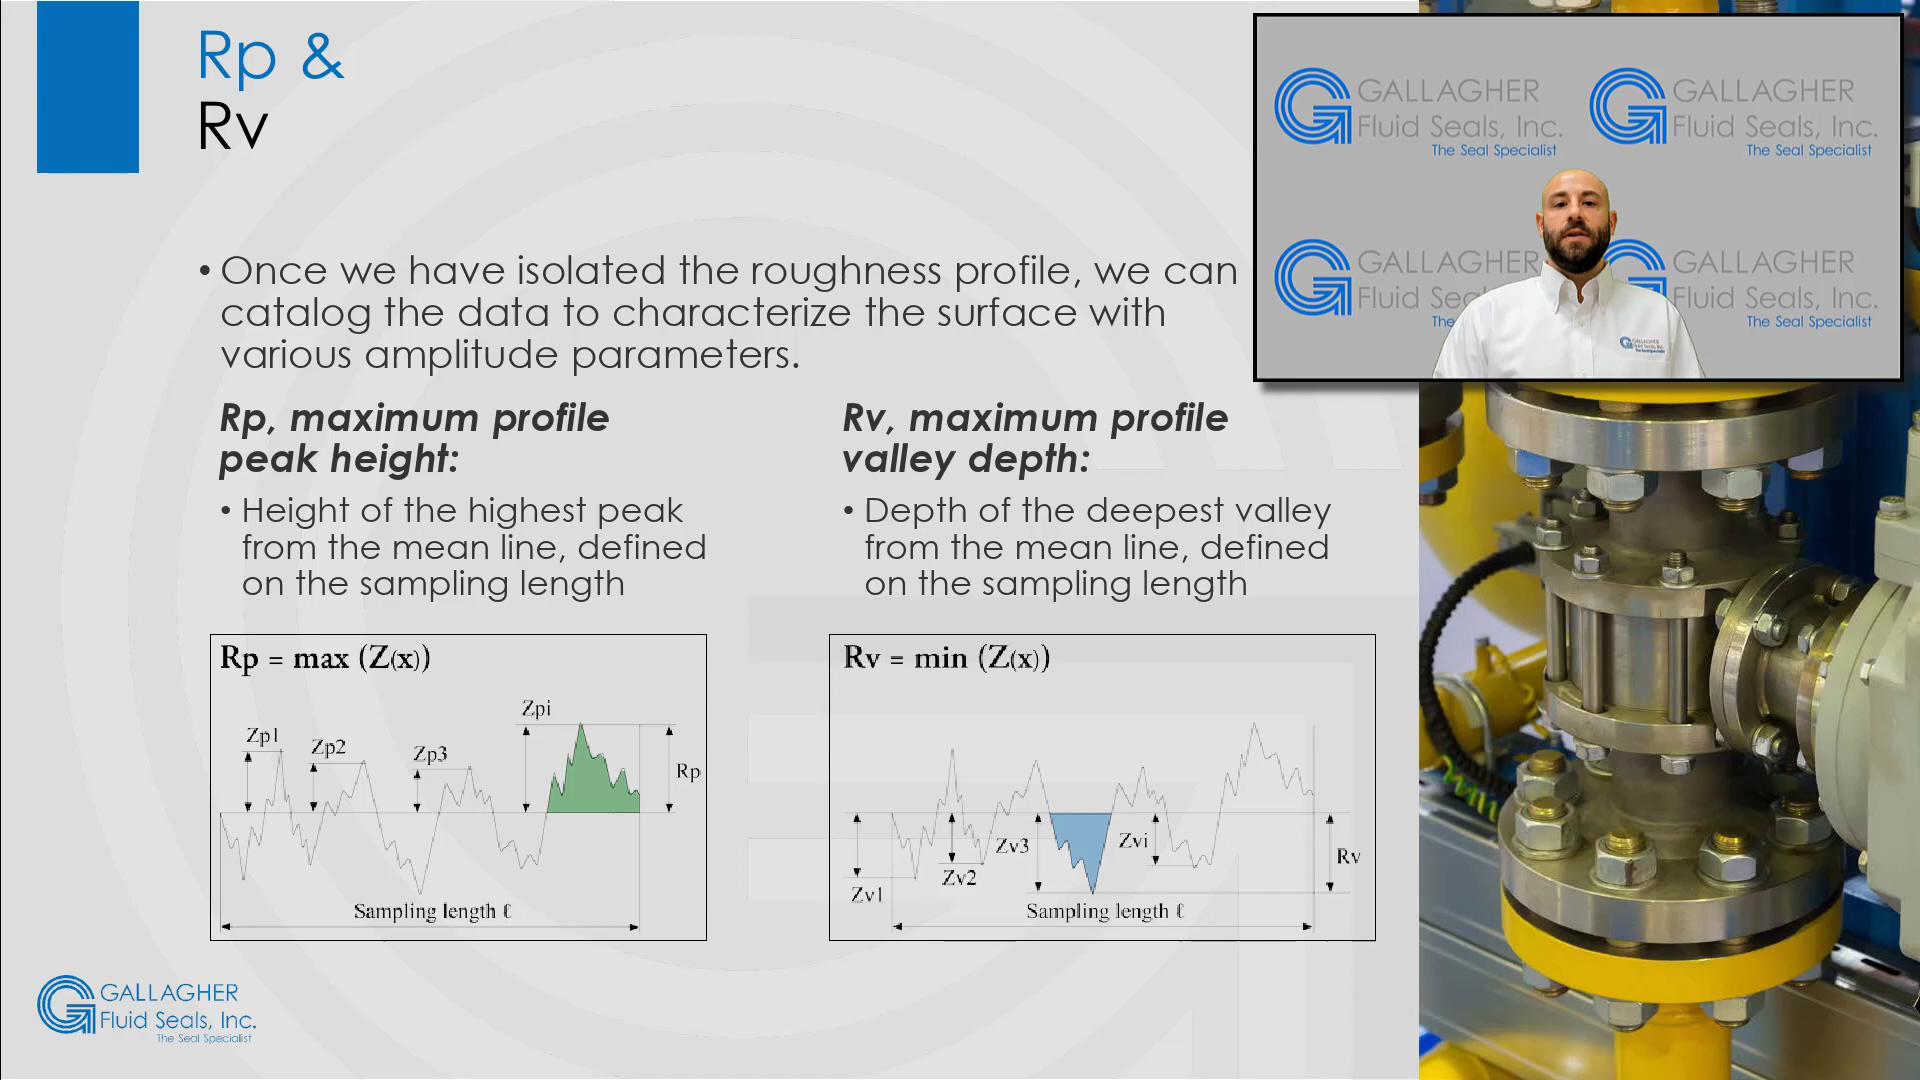 Rp &
Rv
• Once we have isolated the roughness profile, we can
catalog the data to characterize the surface with
various amplitude parameters.
Rp, maximum profile
peak height:
• Height of the highest peak
from the mean line, defined
on the sampling length
Rp = max (Z(x))
Zpi
Zp1
Zp2
Zp3
Rp
Sampling length ℓ
Rv, maximum profile
valley depth:
• Depth of the deepest valley
from the mean line, defined
on the sampling length
Rv = min (Z(x))
Zv3
Zvi
Rv
Zv2
Zv1
Sampling length ℓ
GALLAGHER
Fluid Seals, Inc.
The Seal Specialist
GALLAGHER
Fluid Seals, Inc.
The Seal Specialist
GALLAGHER
Fluid Seals, Inc.
The Seal Specialist
GALLAGHER
Fluid Se
The
GALLAGHER
Fluid Seals, Inc.
The Seal Specialist